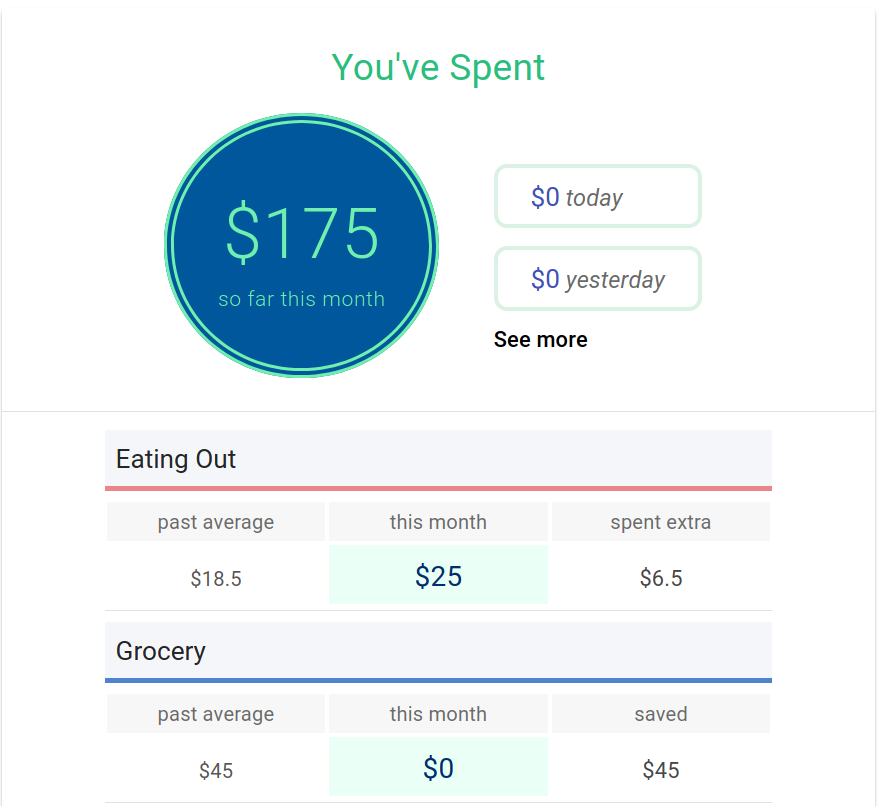 You've Spent
$175
so far this month
$0 today
$0 yesterday
See more
Eating Out
past average this month spent extra
$18.5 $25 $6.5
Grocery
past average this month saved
$45 $0 $45